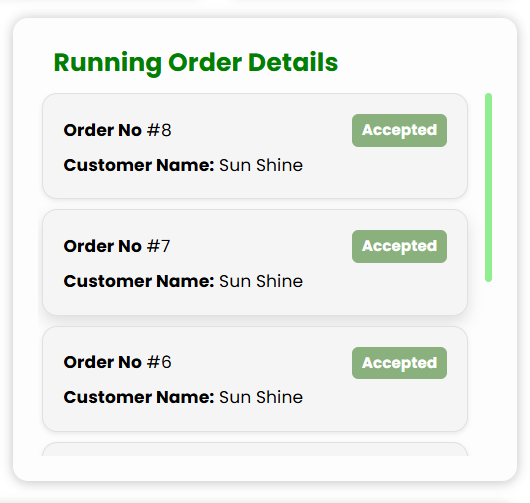 Running Order Details
Order No #8
Accepted
Customer Name: Sun Shine
Order No #7
Accepted
Customer Name: Sun Shine
Order No #6
Accepted
Customer Name: Sun Shine